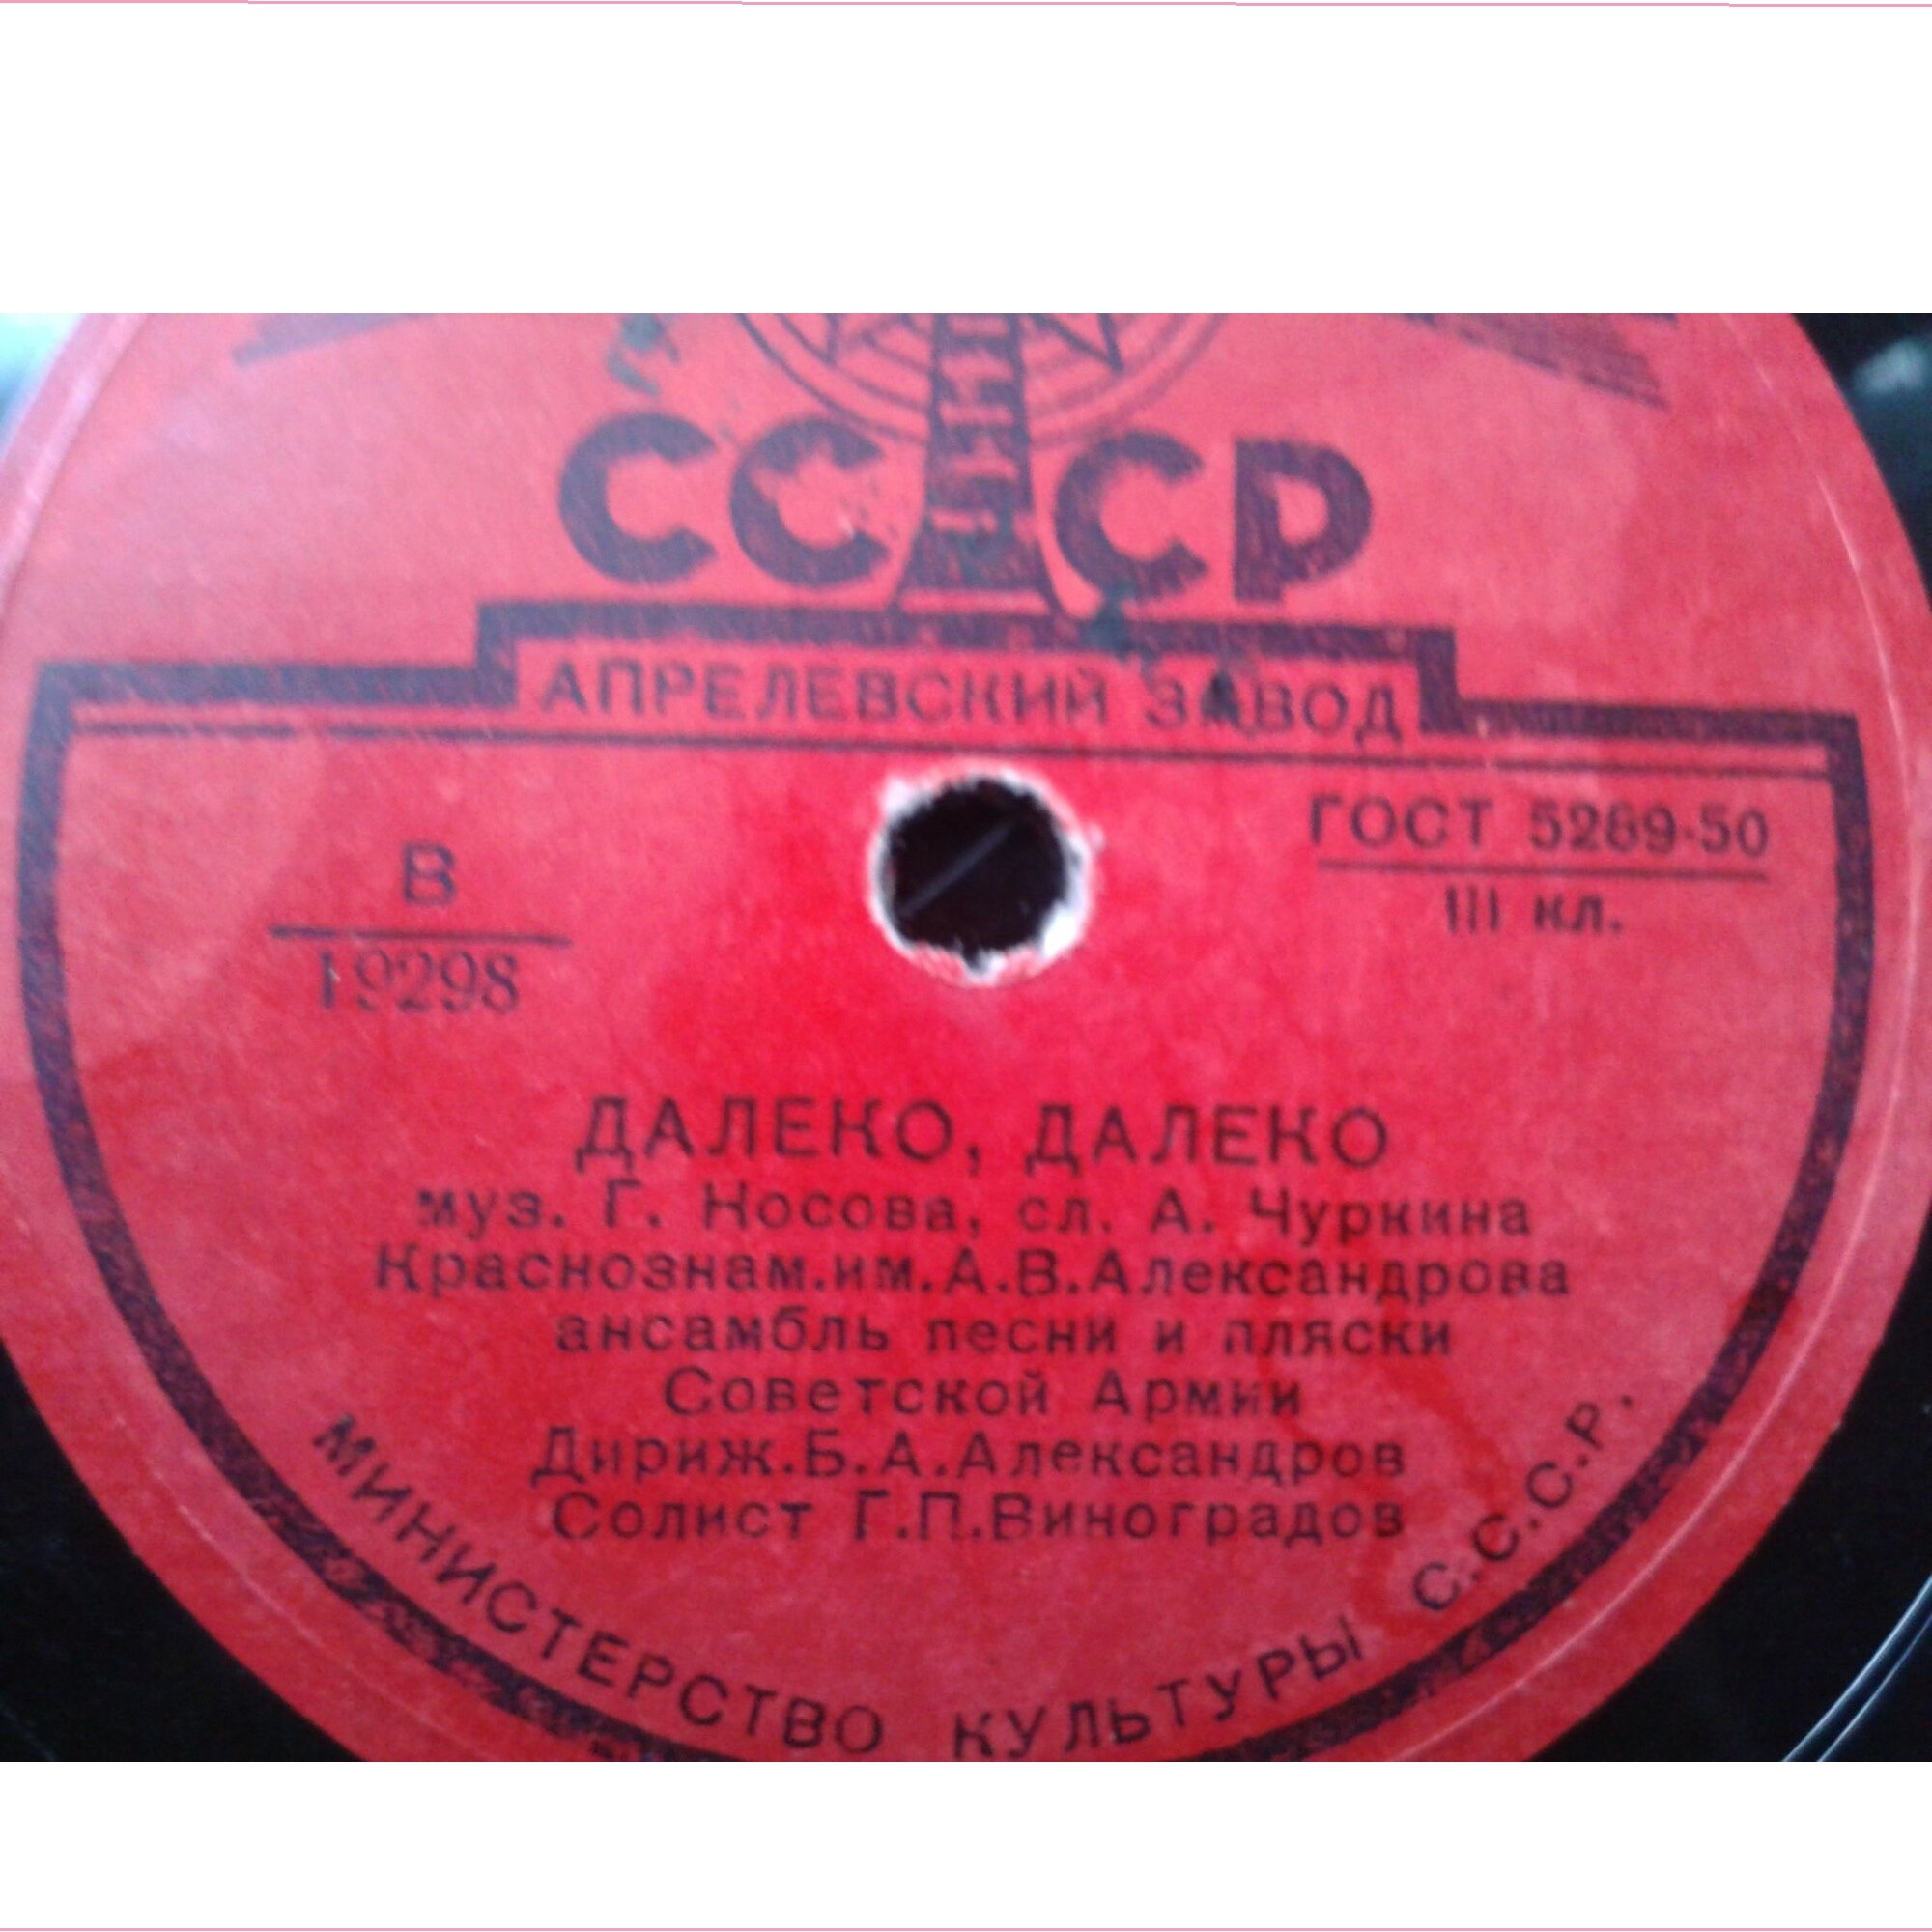 СССР
АПРЕЛЕВСКИЙ ЗАВОД
ГОСТ 5289-50
В
III кл.
19298
ДАЛЕКО, ДАЛЕКО
муз. Г. Носова, сл. А. Чуркина
Краснознам.им.А.В.Александрова
ансамбль песни и пляски
Советской Армии
Дириж.Б.А.Александров
Солист Г.П.Виноградов
МИНИСТЕРСТВО КУЛЬТУРЫ С.С.С.Р.